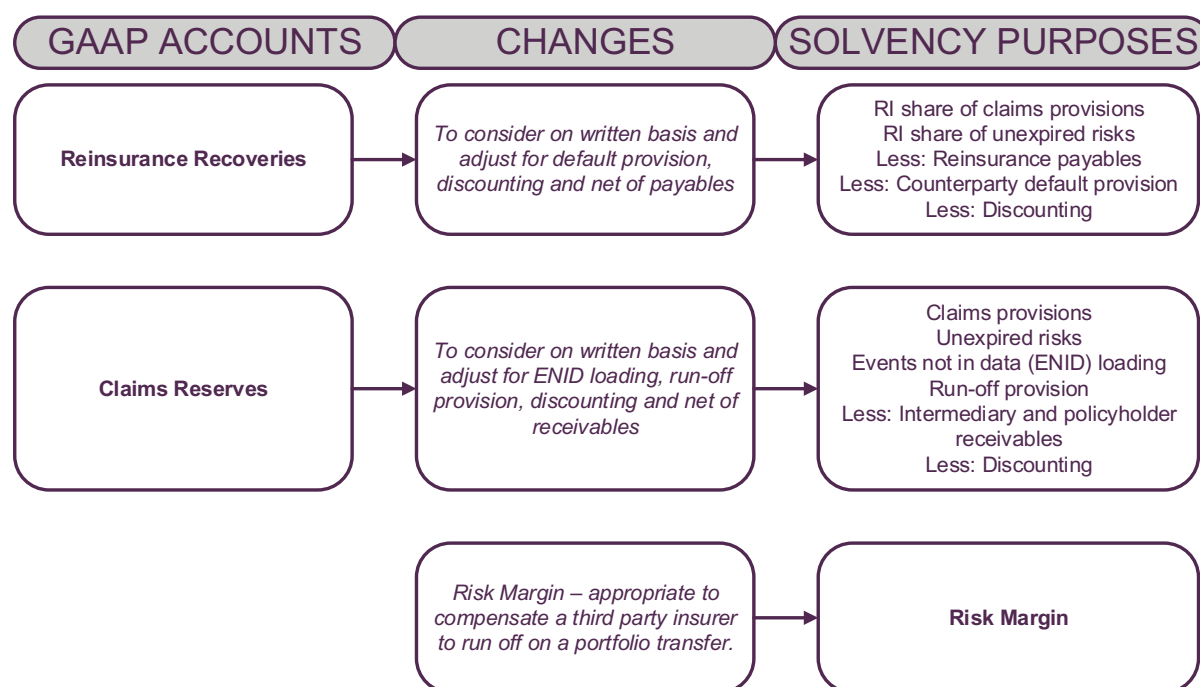 GAAP ACCOUNTS
CHANGES
SOLVENCY PURPOSES
Reinsurance Recoveries
To consider on written basis and
adjust for default provision,
discounting and net of payables
RI share of claims provisions
RI share of unexpired risks
Less: Reinsurance payables
Less: Counterparty default provision
Less: Discounting
Claims Reserves
To consider on written basis and
adjust for ENID loading, run-off
provision, discounting and net of
receivables
Claims provisions
Unexpired risks
Events not in data (ENID) loading
Run-off provision
Less: Intermediary and policyholder
receivables
Less: Discounting
Risk Margin – appropriate to
compensate a third party insurer
to run off on a portfolio transfer.
Risk Margin